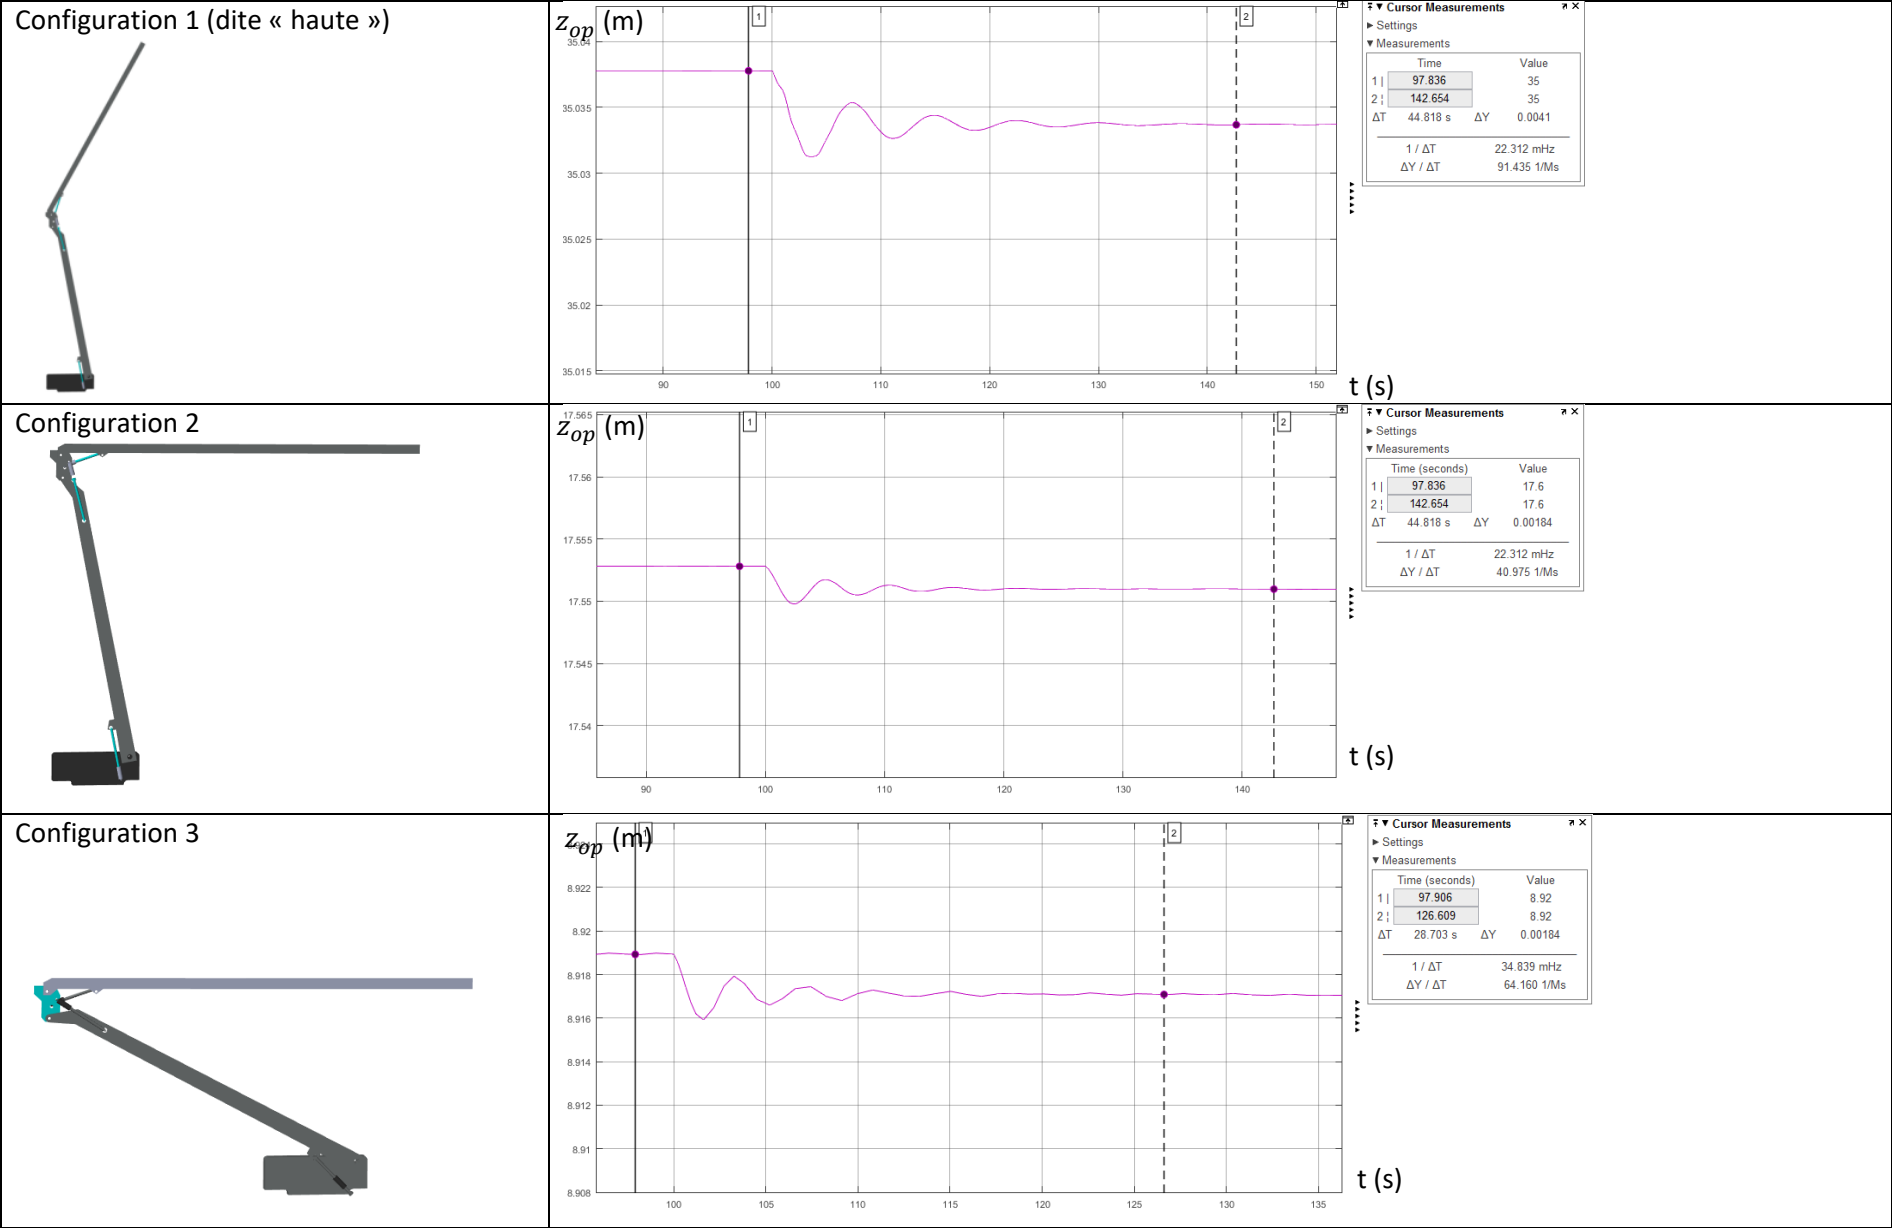 Configuration 1 (dite « haute »)
z_op (m)
1
2
35.04
35.035
35.03
35.025
35.02
35.015
90 100 110 120 130 140 150
t (s)
Cursor Measurements
Settings
Measurements
Time Value
1 97.836 35
2 142.654 35
ΔT 44.818 s ΔY 0.0041
1 / ΔT 22.312 mHz
ΔY / ΔT 91.435 1/Ms
Configuration 2
z_op (m)
1
2
17.565
17.56
17.555
17.55
17.545
17.54
90 100 110 120 130 140
t (s)
Cursor Measurements
Settings
Measurements
Time (seconds) Value
1 97.836 17.6
2 142.654 17.6
ΔT 44.818 s ΔY 0.00184
1 / ΔT 22.312 mHz
ΔY / ΔT 40.975 1/Ms
Configuration 3
z_op (m)
1
2
8.922
8.92
8.918
8.916
8.914
8.912
8.91
8.908
100 105 110 115 120 125 130 135
t (s)
Cursor Measurements
Settings
Measurements
Time (seconds) Value
1 97.906 8.92
2 126.609 8.92
ΔT 28.703 s ΔY 0.00184
1 / ΔT 34.839 mHz
ΔY / ΔT 64.160 1/Ms